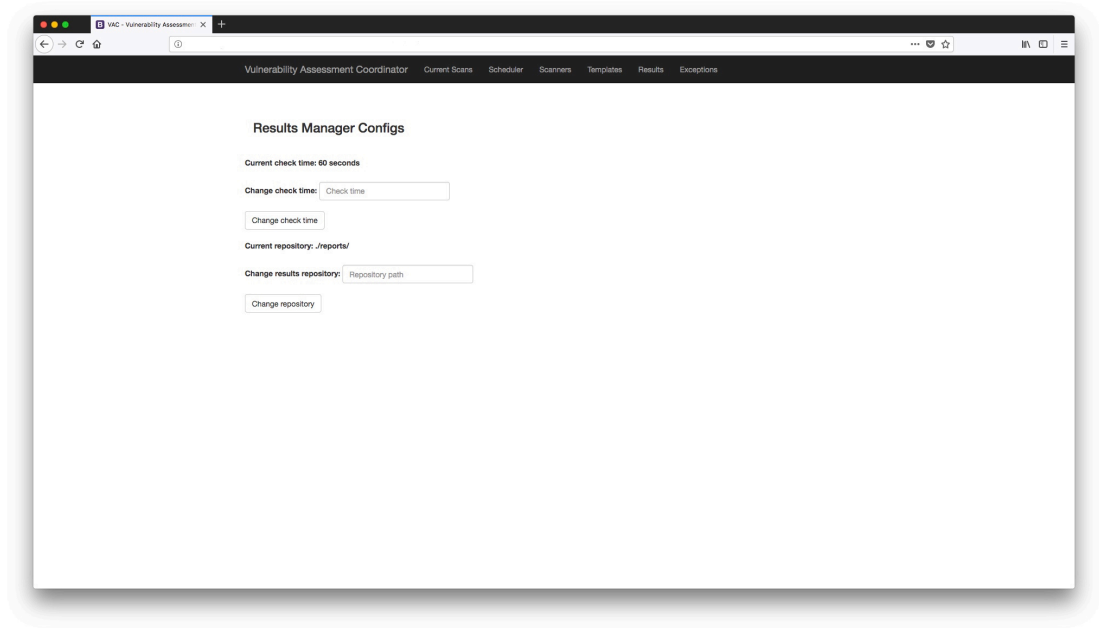 VAC - Vulnerability Assessmen
Vulnerability Assessment Coordinator Current Scans Scheduler Scanners Templates Results Exceptions
Results Manager Configs
Current check time: 60 seconds
Change check time: Check time
Change check time
Current repository: ./reports/
Change results repository: Repository path
Change repository